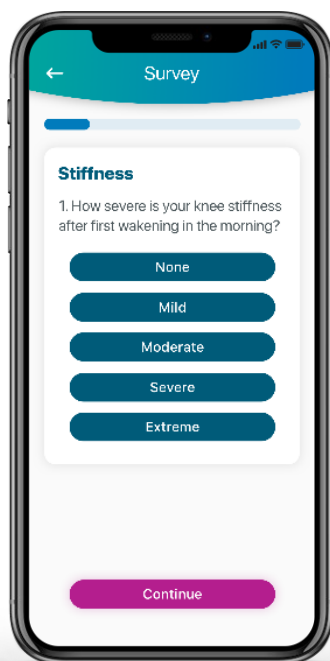 Survey
Stiffness
1. How severe is your knee stiffness
after first wakening in the morning?
None
Mild
Moderate
Severe
Extreme
Continue